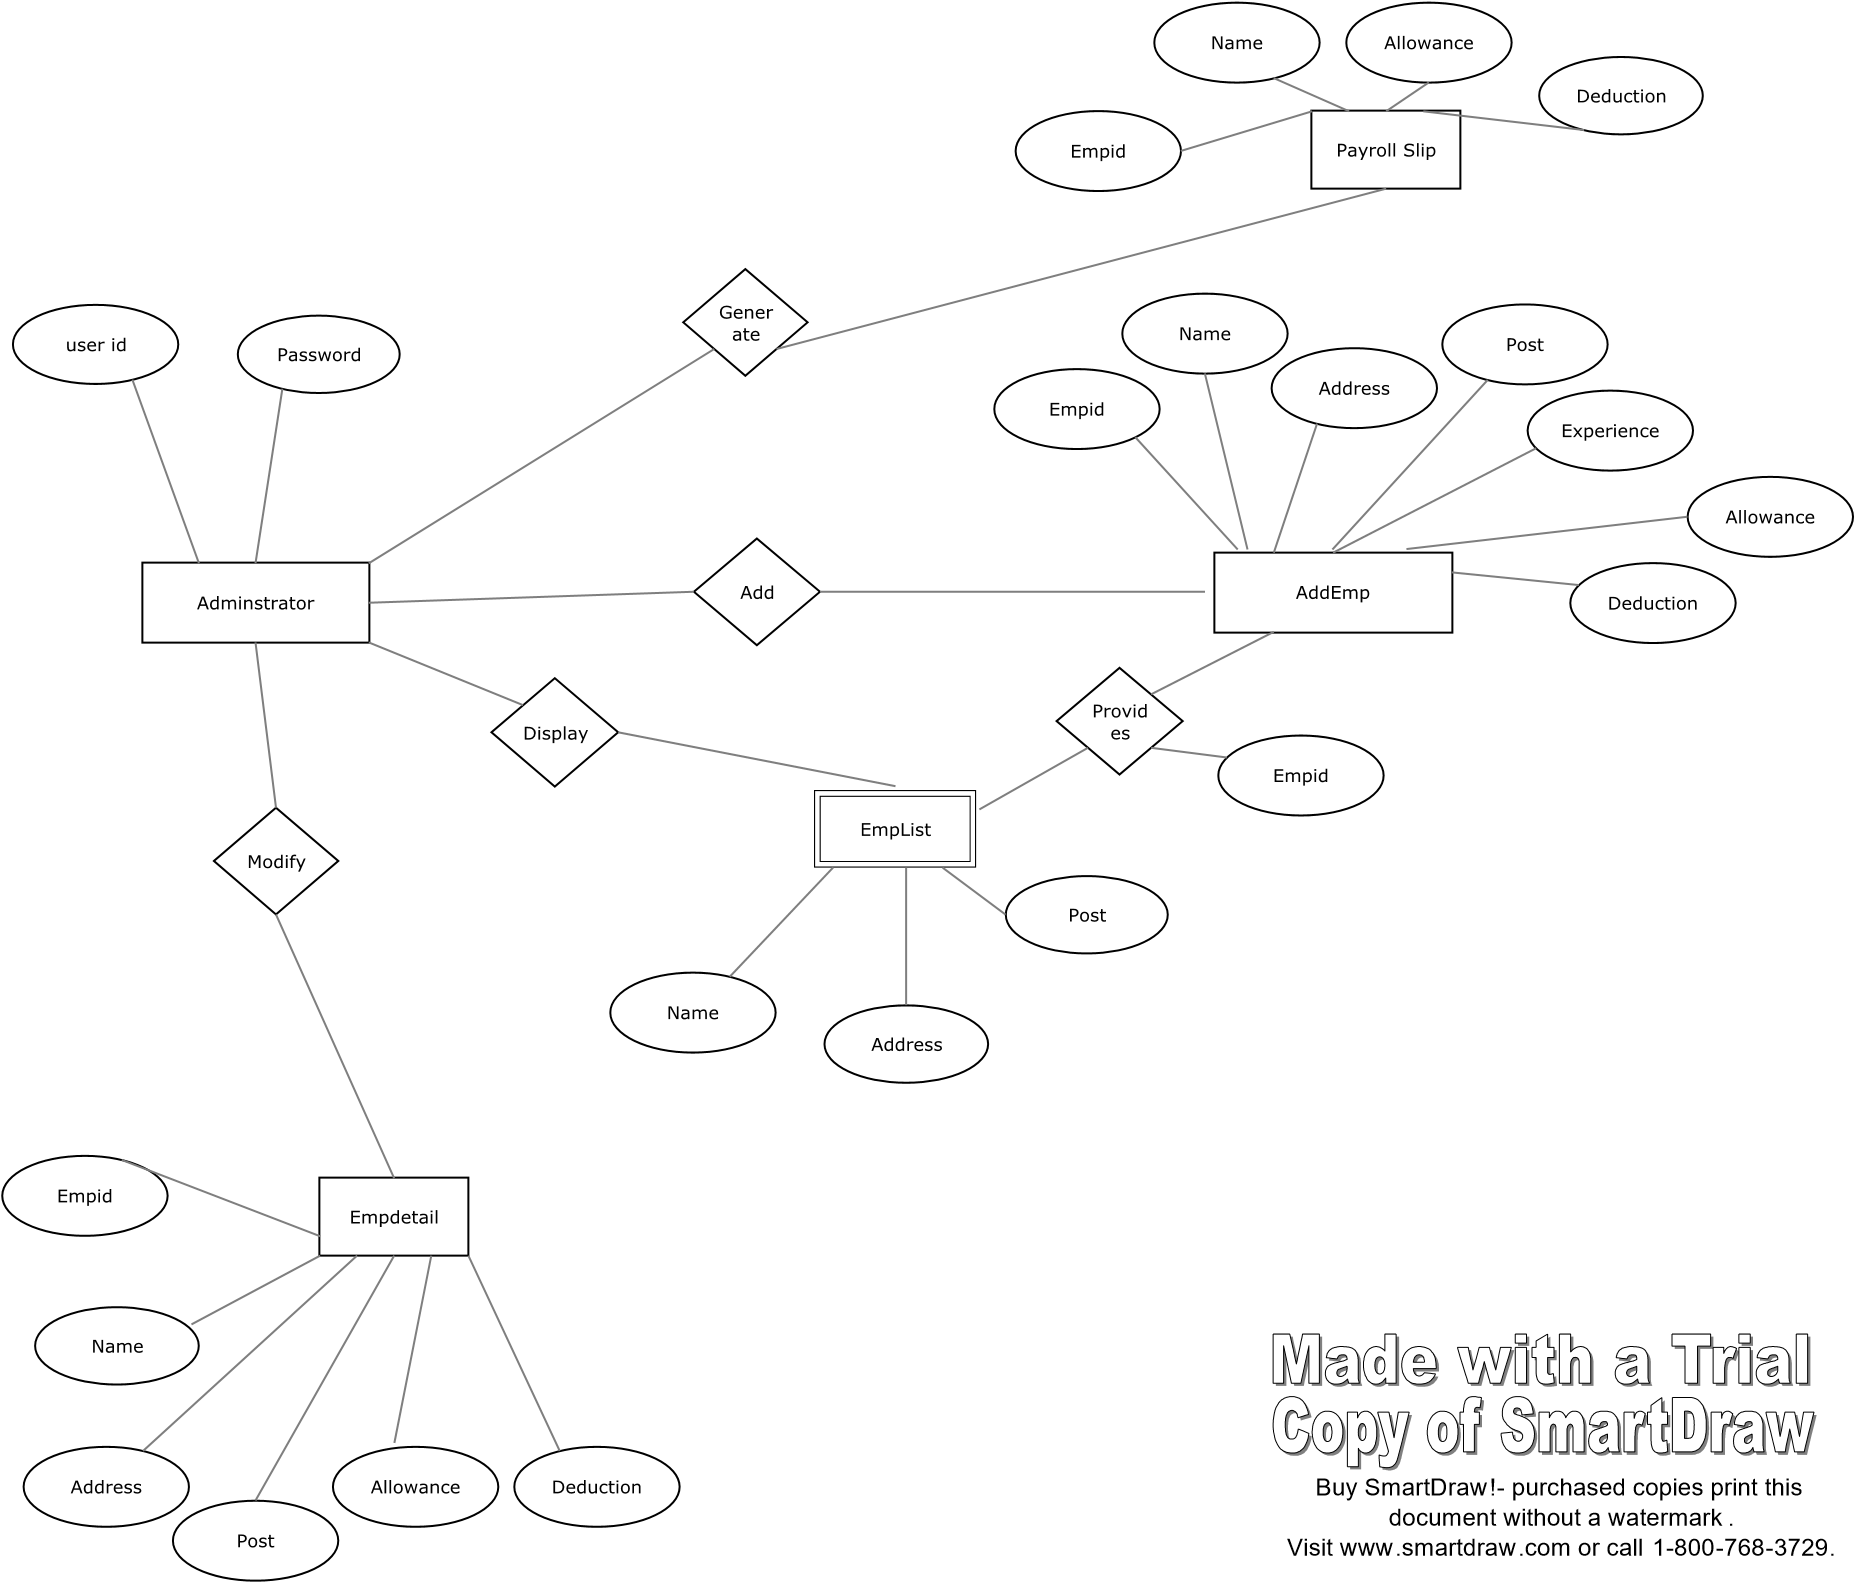 Name
Allowance
Deduction
Empid
Payroll Slip
Gener
ate
user id
Password
Name
Post
Address
Empid
Experience
Allowance
Adminstrator
Add
AddEmp
Deduction
Display
Provid
es
Empid
EmpList
Modify
Post
Name
Address
Empid
Empdetail
Name
Address
Allowance
Deduction
Post
Made with a Trial
Copy of SmartDraw
Buy SmartDraw!- purchased copies print this
document without a watermark .
Visit www.smartdraw.com or call 1-800-768-3729.